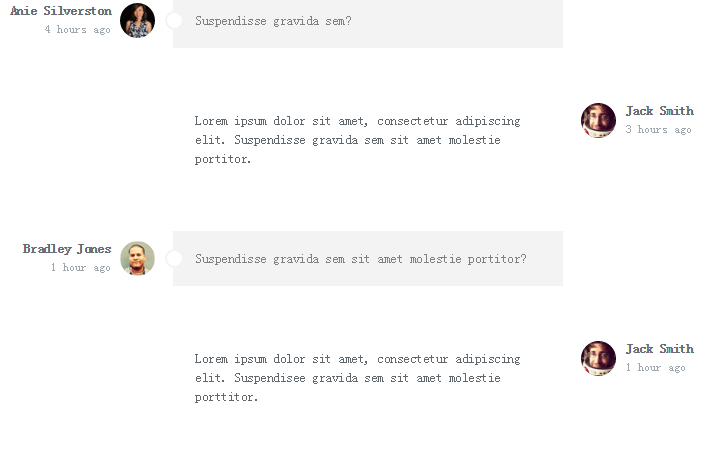 Anie Silverston
4 hours ago
Suspendisse gravida sem?
Lorem ipsum dolor sit amet, consectetur adipiscing
elit. Suspendisse gravida sem sit amet molestie
portitor.
Jack Smith
3 hours ago
Bradley Jones
1 hour ago
Suspendisse gravida sem sit amet molestie portitor?
Lorem ipsum dolor sit amet, consectetur adipiscing
elit. Suspendisee gravida sem sit amet molestie
porttitor.
Jack Smith
1 hour ago